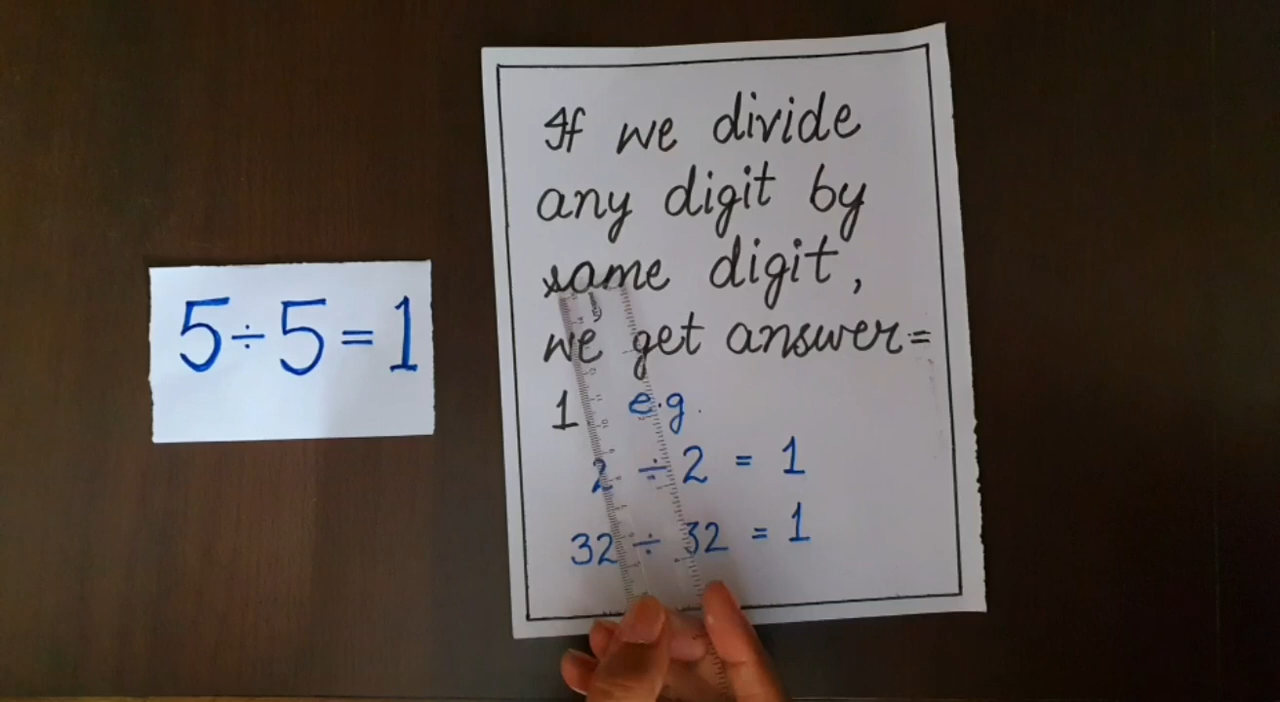 5÷5=1
If we divide
any digit by
same digit,
we get answer=
1 e.g.
2 ÷ 2 = 1
32 ÷ 32 = 1